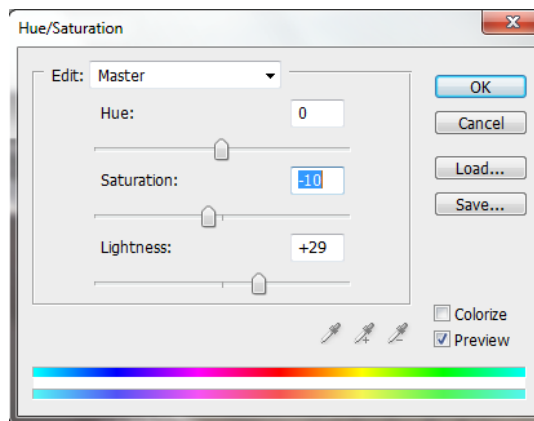 Hue/Saturation
Edit: Master
OK
Hue: 0
Cancel
Load...
Saturation: -10
Save...
Lightness: +29
Colorize
Preview